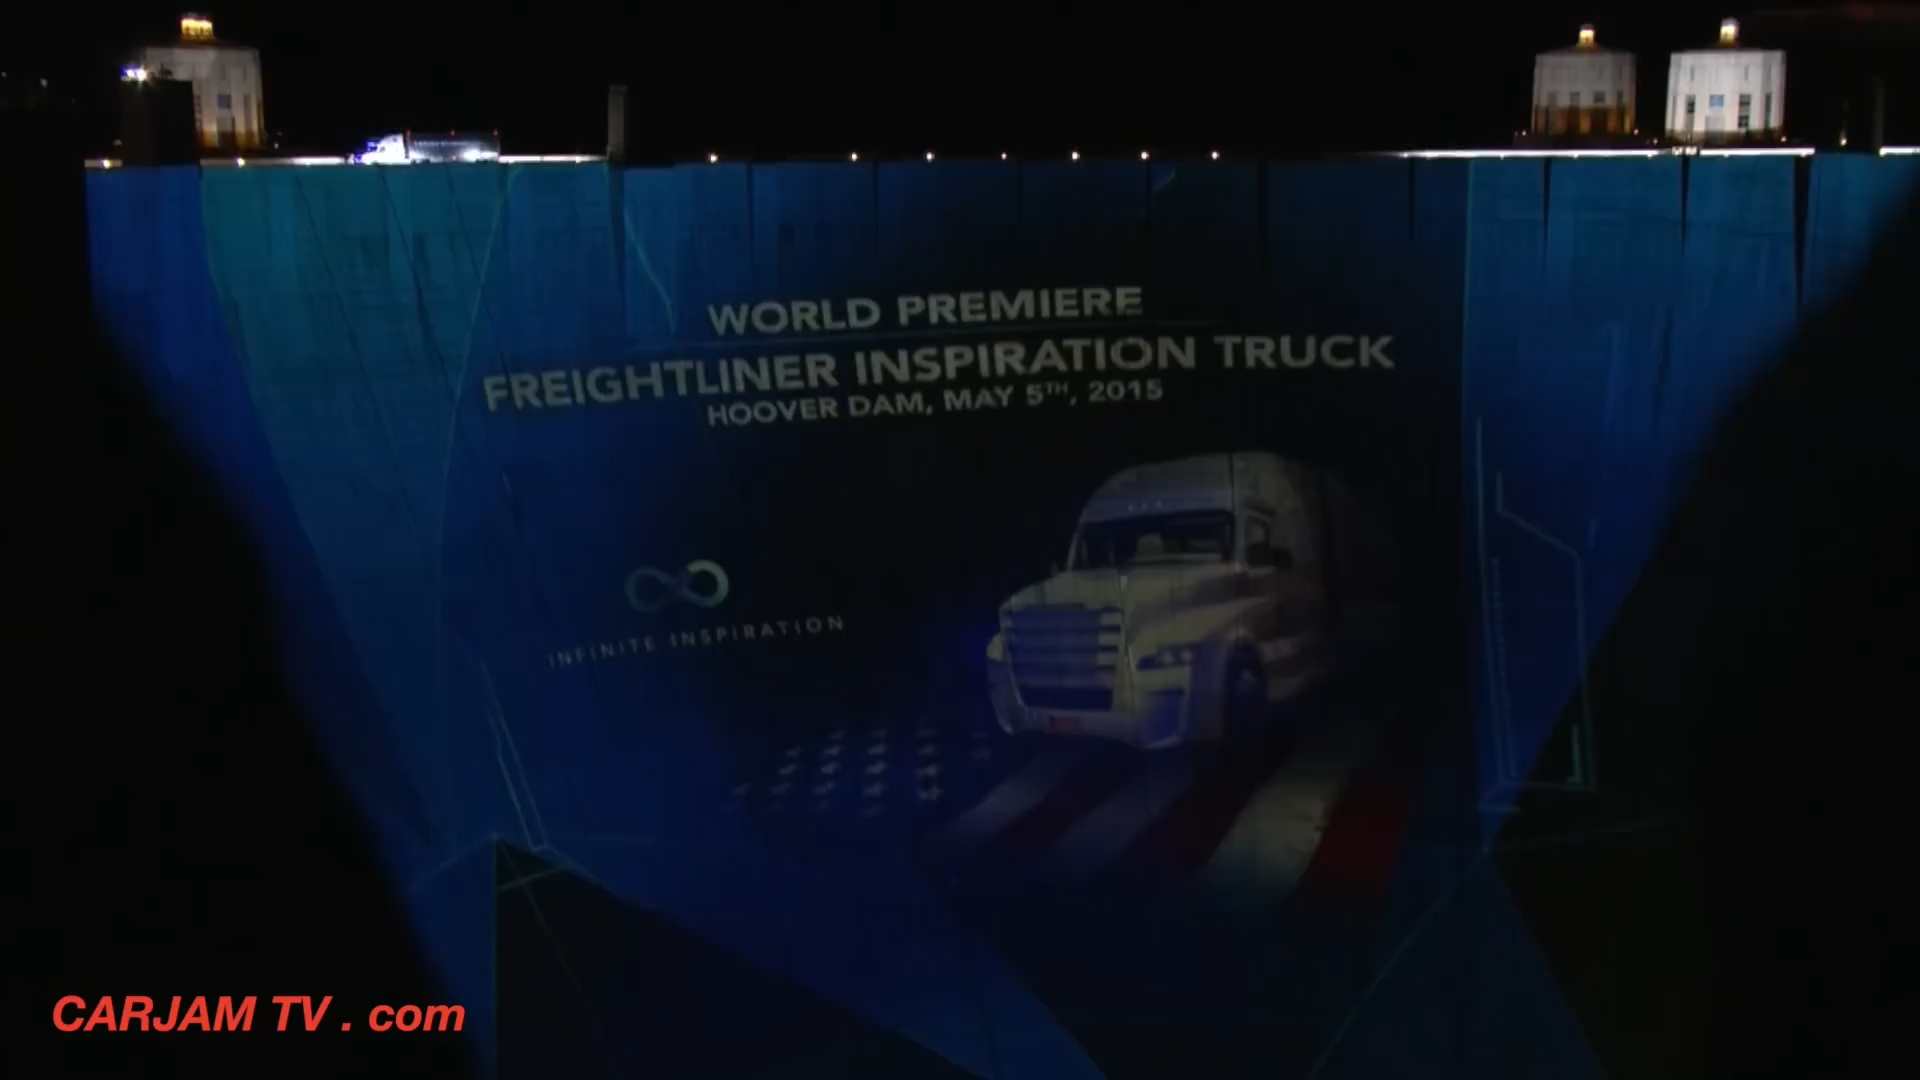 WORLD PREMIERE
FREIGHTLINER INSPIRATION TRUCK
HOOVER DAM, MAY 5TH, 2015
INFINITE INSPIRATION
CARJAM TV . com